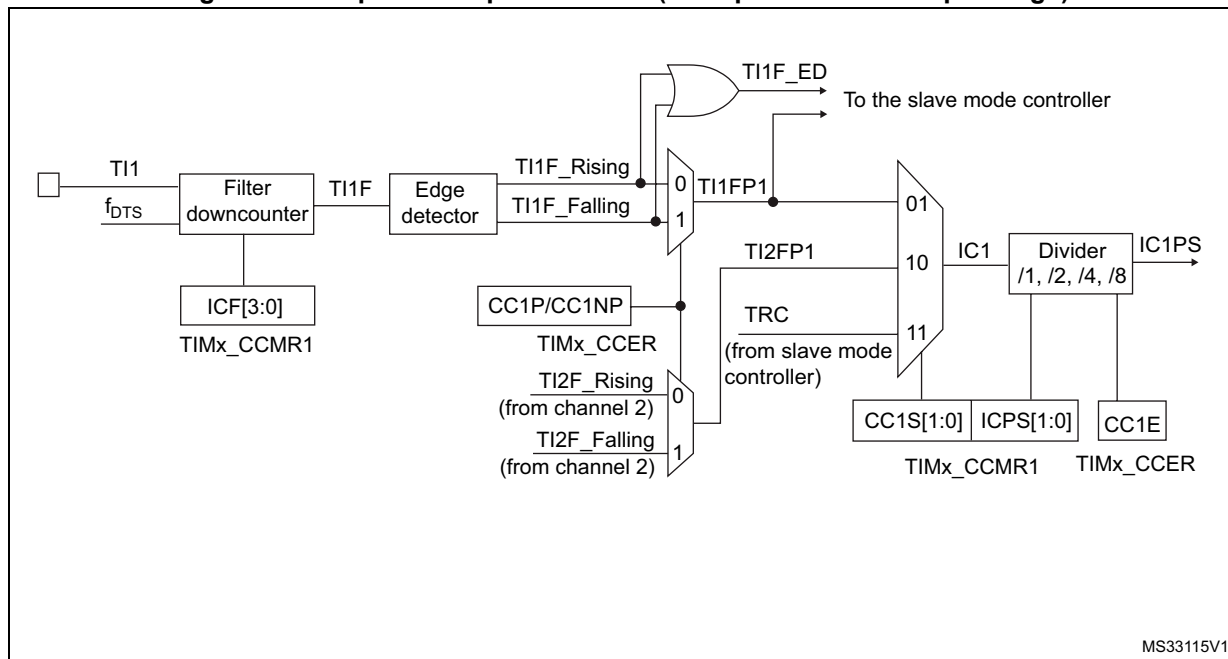 TI1F_ED
To the slave mode controller
TI1
f_DTS
Filter
downcounter
TI1F
Edge
detector
TI1F_Rising
TI1F_Falling
0
1
TI1FP1
TI2FP1
01
10
11
IC1
Divider
/1, /2, /4, /8
IC1PS
ICF[3:0]
TIMx_CCMR1
CC1P/CC1NP
TIMx_CCER
TRC
(from slave mode
controller)
TI2F_Rising
(from channel 2)
TI2F_Falling
(from channel 2)
0
1
CC1S[1:0]
ICPS[1:0]
TIMx_CCMR1
CC1E
TIMx_CCER
MS33115V1